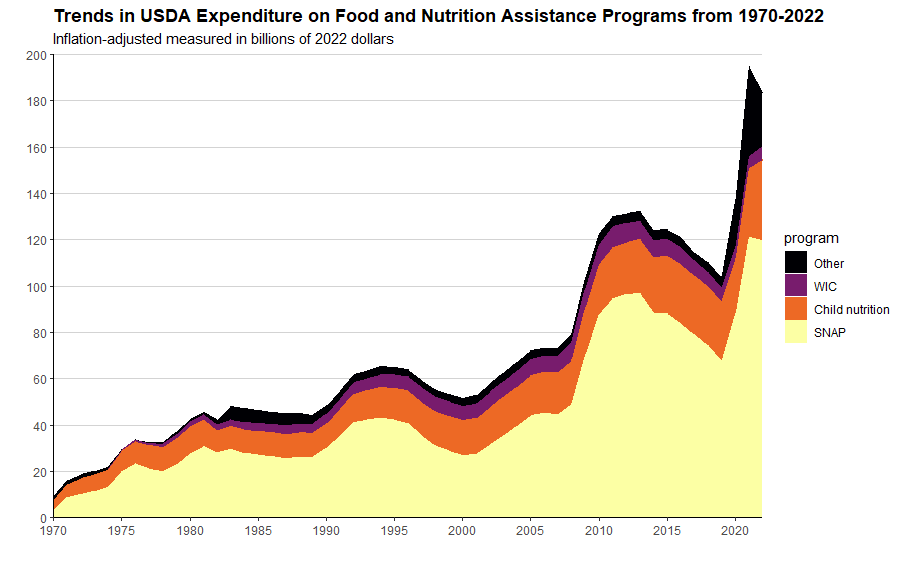 Trends in USDA Expenditure on Food and Nutrition Assistance Programs from 1970-2022
Inflation-adjusted measured in billions of 2022 dollars
200
180
160
140
120
100
80
60
40
20
0
1970 1975 1980 1985 1990 1995 2000 2005 2010 2015 2020
program
Other
WIC
Child nutrition
SNAP